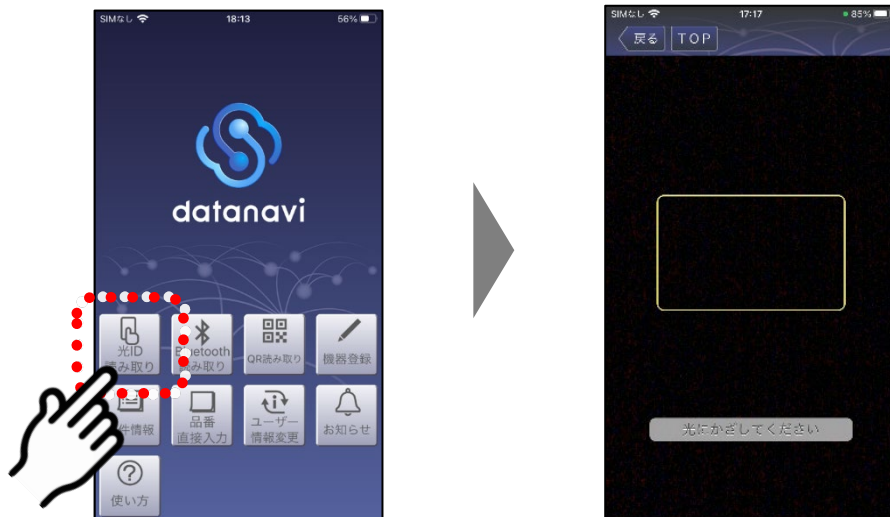 SIMなし 18:13 56%
datanavi
光ID
読み取り
Bluetooth
読み取り
QR読み取り
機器登録
件情報
品番
直接入力
ユーザー
情報変更
お知らせ
使い方
SIMなし 17:17 85%
戻る TOP
光にかざしてください